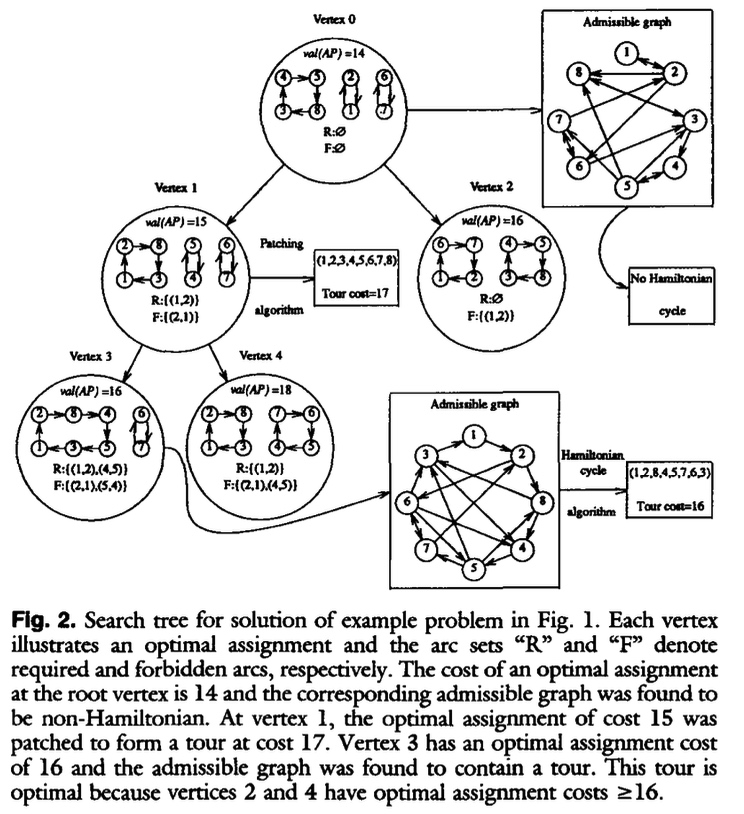 Vertex 0
val(AP)=14
4 5 2 6
3 8 1 7
R:∅
F:∅
Admissible graph
1
8 2
7 3
6 4
5
No Hamiltonian
cycle
Vertex 1
val(AP)=15
2 8 5 6
1 3 4 7
R:{(1,2)}
F:{(2,1)}
Patching
algorithm
(1,2,3,4,5,6,7,8)
Tour cost=17
Vertex 2
val(AP)=16
6 7 4 5
1 2 3 8
R:∅
F:{(1,2)}
Vertex 3
val(AP)=16
2 8 4 6
1 3 5 7
R:{(1,2),(4,5)}
F:{(2,1),(5,4)}
Vertex 4
val(AP)=18
2 8 7 6
1 3 4 5
R:{(1,2)}
F:{(2,1),(4,5)}
Admissible graph
1
3 2
6 8
7 4
5
Hamiltonian
cycle
algorithm
(1,2,8,4,5,7,6,3)
Tour cost=16
Fig. 2. Search tree for solution of example problem in Fig. 1. Each vertex
illustrates an optimal assignment and the arc sets “R” and “F” denote
required and forbidden arcs, respectively. The cost of an optimal assignment
at the root vertex is 14 and the corresponding admissible graph was found to
be non-Hamiltonian. At vertex 1, the optimal assignment of cost 15 was
patched to form a tour at cost 17. Vertex 3 has an optimal assignment cost
of 16 and the admissible graph was found to contain a tour. This tour is
optimal because vertices 2 and 4 have optimal assignment costs ≥16.